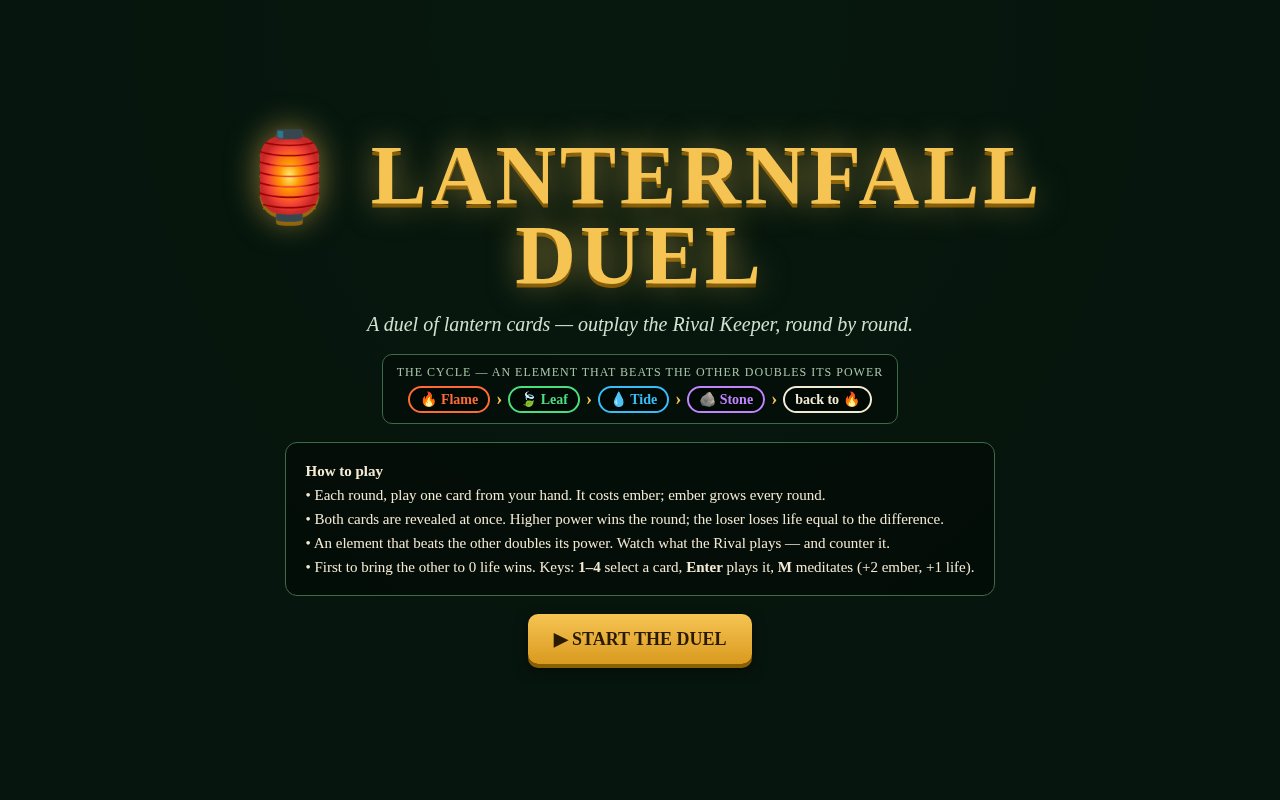 🏮 LANTERNFALL
DUEL
A duel of lantern cards — outplay the Rival Keeper, round by round.
THE CYCLE — AN ELEMENT THAT BEATS THE OTHER DOUBLES ITS POWER
🔥 Flame › 🍃 Leaf › 💧 Tide › 🪨 Stone › back to 🔥
How to play
• Each round, play one card from your hand. It costs ember; ember grows every round.
• Both cards are revealed at once. Higher power wins the round; the loser loses life equal to the difference.
• An element that beats the other doubles its power. Watch what the Rival plays — and counter it.
• First to bring the other to 0 life wins. Keys: 1–4 select a card, Enter plays it, M meditates (+2 ember, +1 life).
▶ START THE DUEL